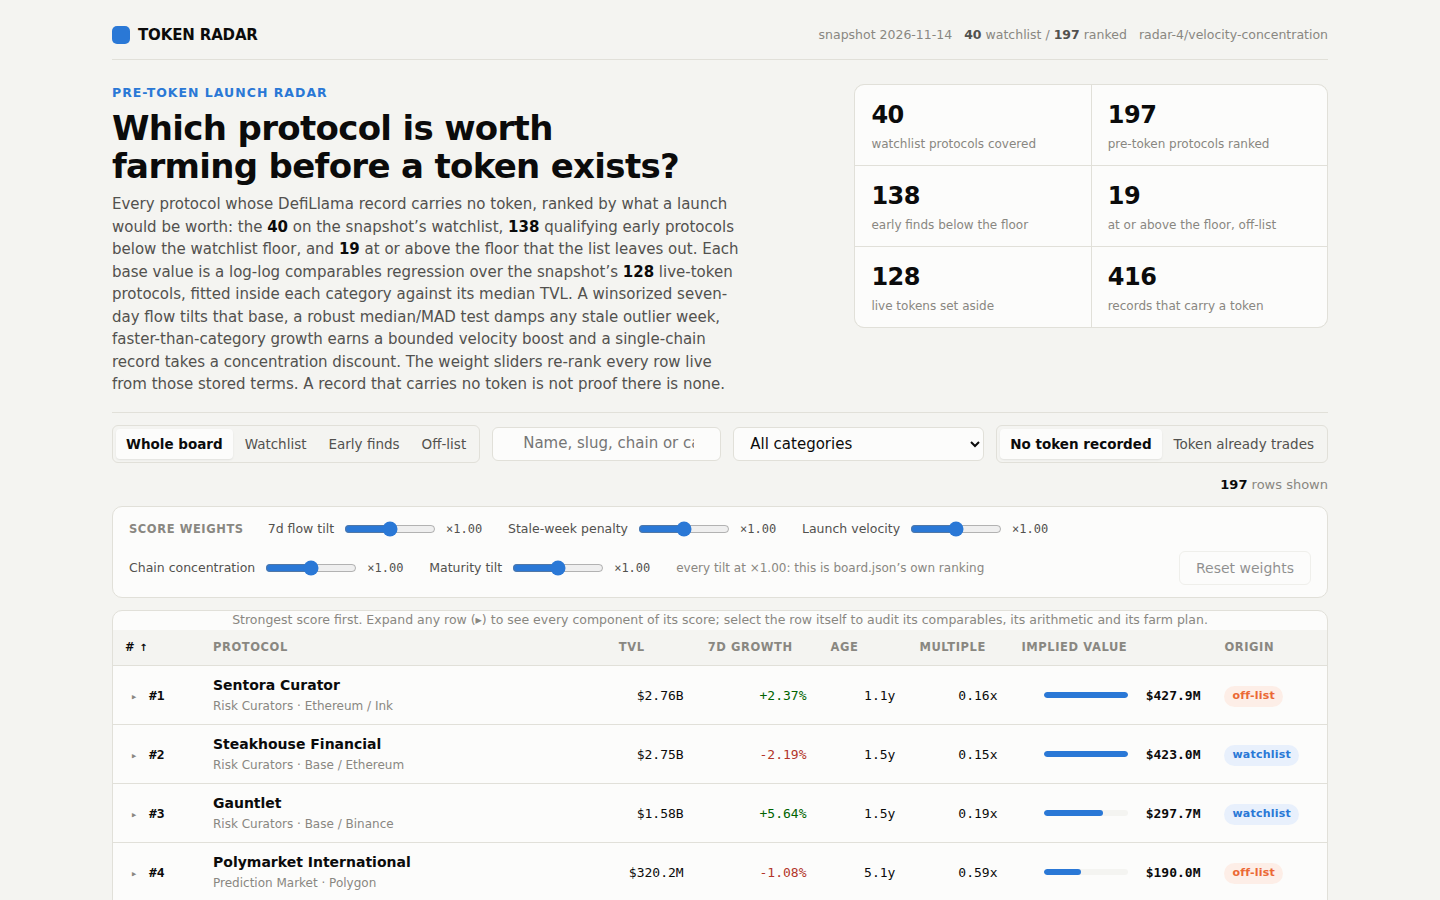 TOKEN RADAR
snapshot 2026-11-14 40 watchlist / 197 ranked radar-4/velocity-concentration
PRE-TOKEN LAUNCH RADAR
Which protocol is worth
farming before a token exists?
Every protocol whose DefiLlama record carries no token, ranked by what a launch
would be worth: the 40 on the snapshot’s watchlist, 138 qualifying early protocols
below the watchlist floor, and 19 at or above the floor that the list leaves out. Each
base value is a log-log comparables regression over the snapshot’s 128 live-token
protocols, fitted inside each category against its median TVL. A winsorized seven-
day flow tilts that base, a robust median/MAD test damps any stale outlier week,
faster-than-category growth earns a bounded velocity boost and a single-chain
record takes a concentration discount. The weight sliders re-rank every row live
from those stored terms. A record that carries no token is not proof there is none.
40
watchlist protocols covered
197
pre-token protocols ranked
138
early finds below the floor
19
at or above the floor, off-list
128
live tokens set aside
416
records that carry a token
Whole board Watchlist Early finds Off-list
Name, slug, chain or ca
All categories
No token recorded Token already trades
197 rows shown
SCORE WEIGHTS 7d flow tilt ×1.00 Stale-week penalty ×1.00 Launch velocity ×1.00
Chain concentration ×1.00 Maturity tilt ×1.00 every tilt at ×1.00: this is board.json’s own ranking Reset weights
Strongest score first. Expand any row (▸) to see every component of its score; select the row itself to audit its comparables, its arithmetic and its farm plan.
# ↑ PROTOCOL TVL 7D GROWTH AGE MULTIPLE IMPLIED VALUE ORIGIN
▸ #1 Sentora Curator $2.76B +2.37% 1.1y 0.16x $427.9M off-list
Risk Curators · Ethereum / Ink
▸ #2 Steakhouse Financial $2.75B -2.19% 1.5y 0.15x $423.0M watchlist
Risk Curators · Base / Ethereum
▸ #3 Gauntlet $1.58B +5.64% 1.5y 0.19x $297.7M watchlist
Risk Curators · Base / Binance
▸ #4 Polymarket International $320.2M -1.08% 5.1y 0.59x $190.0M off-list
Prediction Market · Polygon